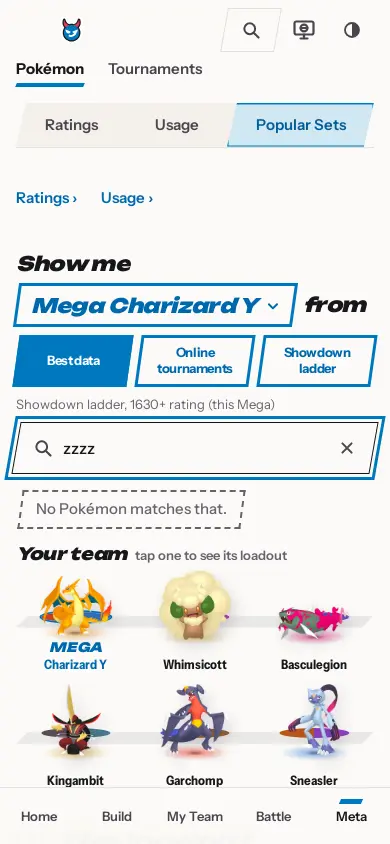 Pokémon Tournaments
Ratings Usage Popular Sets
Ratings › Usage ›
Show me
Mega Charizard Y from
Best data
Online tournaments
Showdown ladder
Showdown ladder, 1630+ rating (this Mega)
zzzz
No Pokémon matches that.
Your team tap one to see its loadout
MEGA
Charizard Y Whimsicott Basculegion
Kingambit Garchomp Sneasler
Home Build My Team Battle Meta